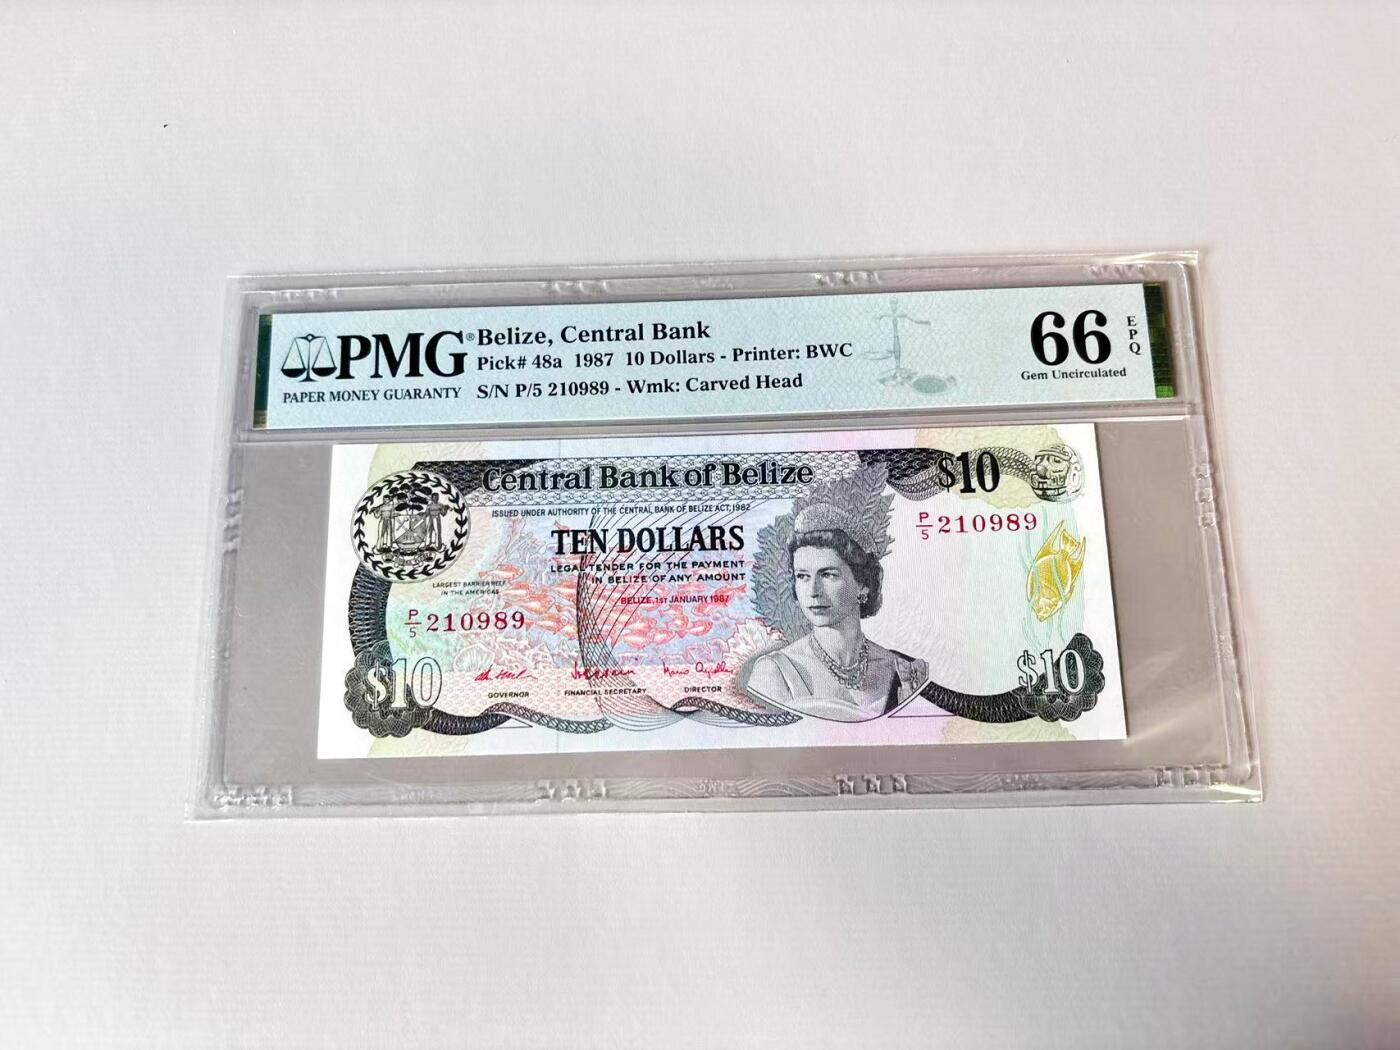 PMG®
PAPER MONEY GUARANTY
Belize, Central Bank
Pick# 48a 1987 10 Dollars - Printer: BWC
S/N P/5 210989 - Wmk: Carved Head
66 EPQ
Gem Uncirculated
Central Bank of Belize
$10
ISSUED UNDER AUTHORITY OF THE CENTRAL BANK OF BELIZE ACT, 1982
P/5 210989
TEN DOLLARS
LEGAL TENDER FOR THE PAYMENT
IN BELIZE OF ANY AMOUNT
LARGEST BARRIER REEF
IN THE AMERICAS
BELIZE, 1ST JANUARY 1987
P/5 210989
$10
GOVERNOR
FINANCIAL SECRETARY
DIRECTOR
$10